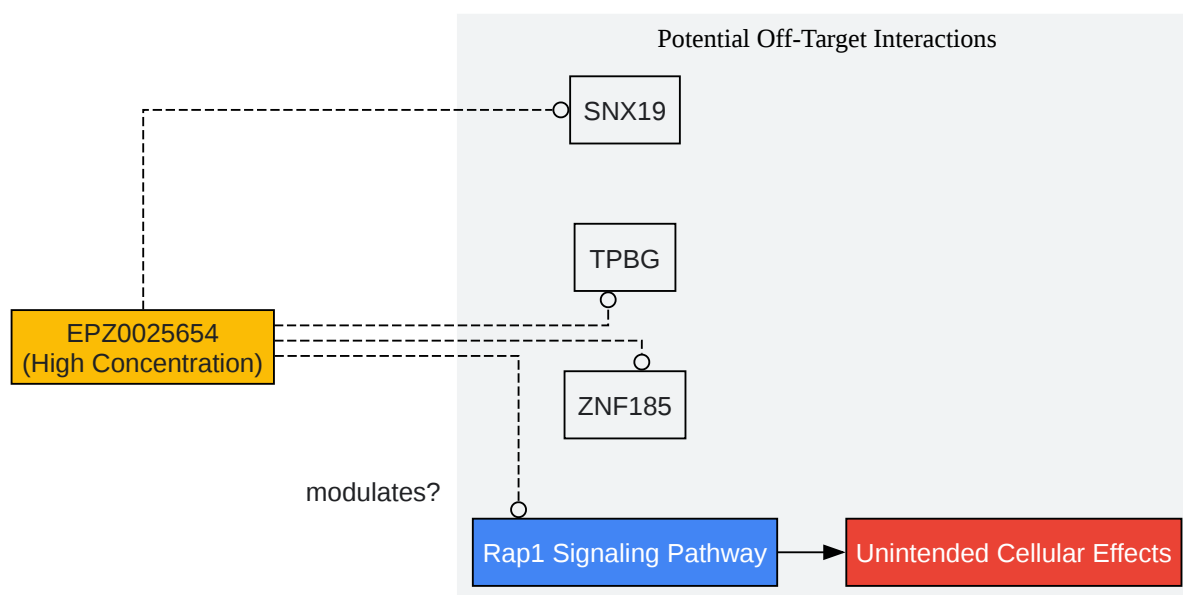 Potential Off-Target Interactions
SNX19
TPBG
EPZ0025654
(High Concentration)
ZNF185
modulates?
Rap1 Signaling Pathway
Unintended Cellular Effects